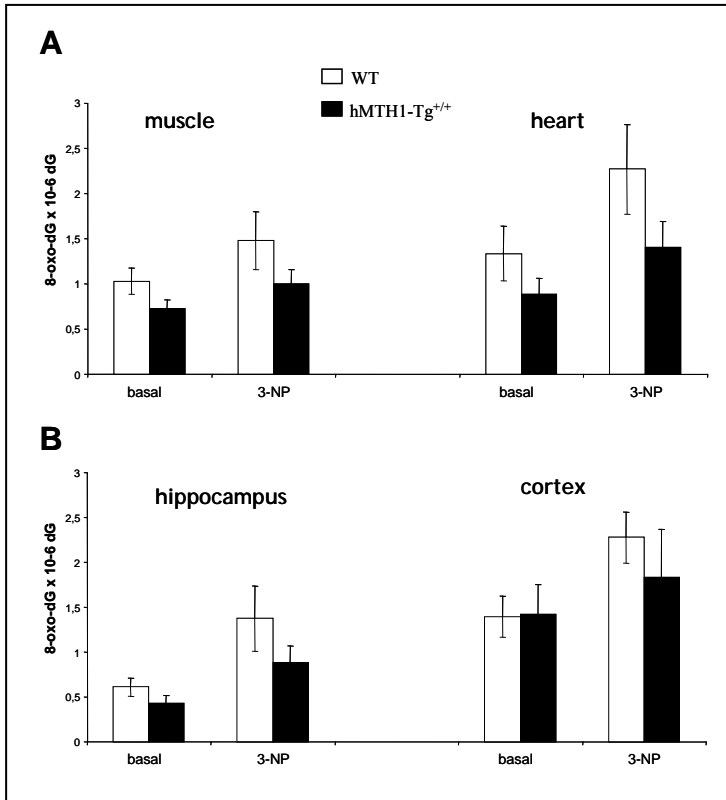 A
WT
hMTH1-Tg+/+
muscle
heart
8-oxo-dG x 10-6 dG
3
2,5
2
1,5
1
0,5
0
basal
3-NP
basal
3-NP
B
hippocampus
cortex
8-oxo-dG x 10-6 dG
3
2,5
2
1,5
1
0,5
0
basal
3-NP
basal
3-NP